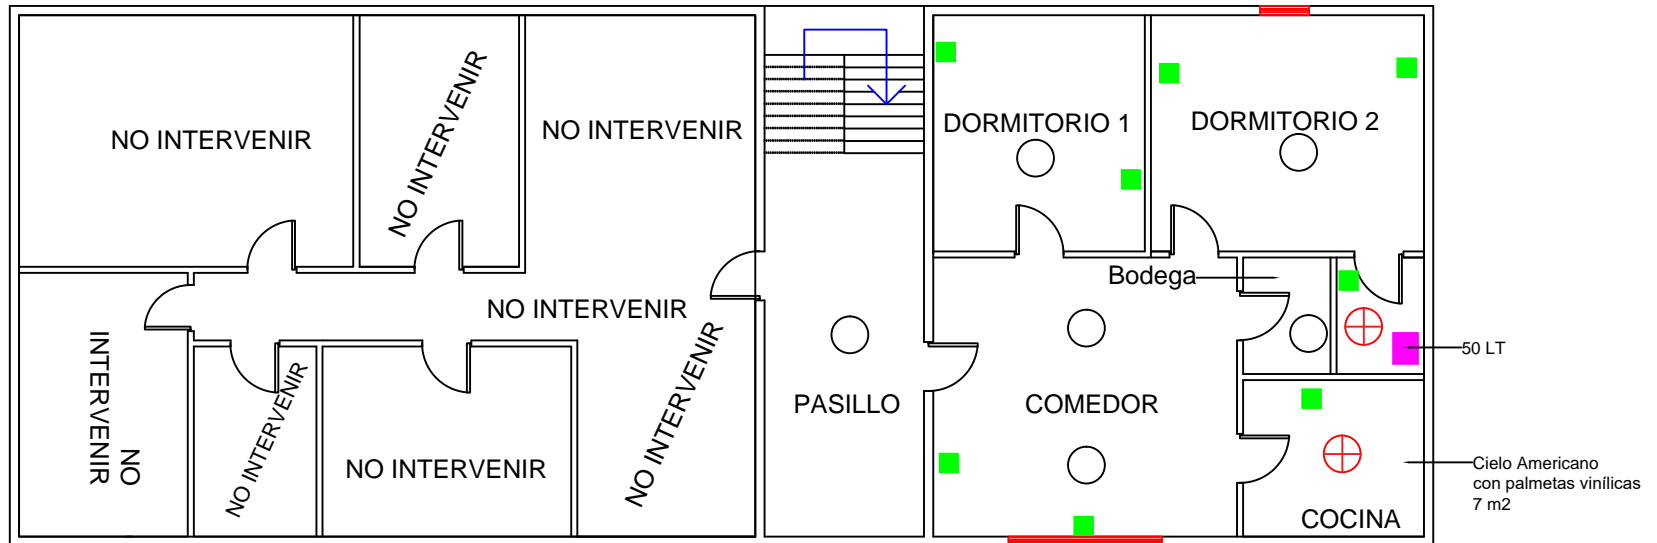 NO INTERVENIR
NO INTERVENIR
NO INTERVENIR
DORMITORIO 1
DORMITORIO 2
Bodega
NO INTERVENIR
NO
INTERVENIR
NO INTERVENIR
NO INTERVENIR
NO INTERVENIR
PASILLO
COMEDOR
50 LT
Cielo Americano
con palmetas vinílicas
7 m2
COCINA